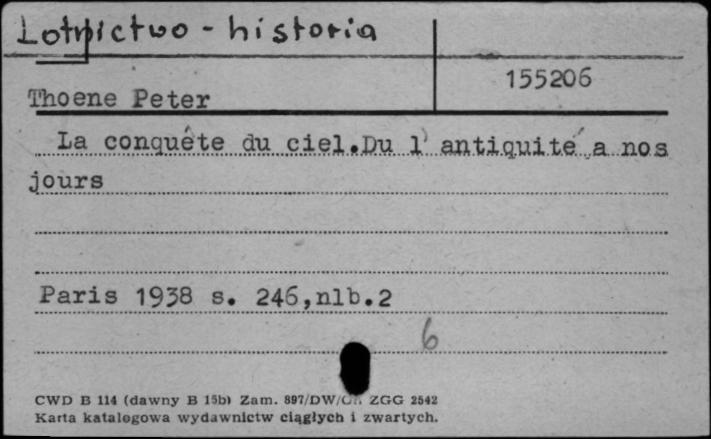 Lotnictwo - historia
155206
Thoene Peter
La conquête du ciel.Du l' antiquité a nos
jours
Paris 1938 s. 246,nlb.2
6
CWD B 114 (dawny B 15b) Zam. 897/DW/ ZGG 2542
Karta katalogowa wydawnictw ciągłych i zwartych.